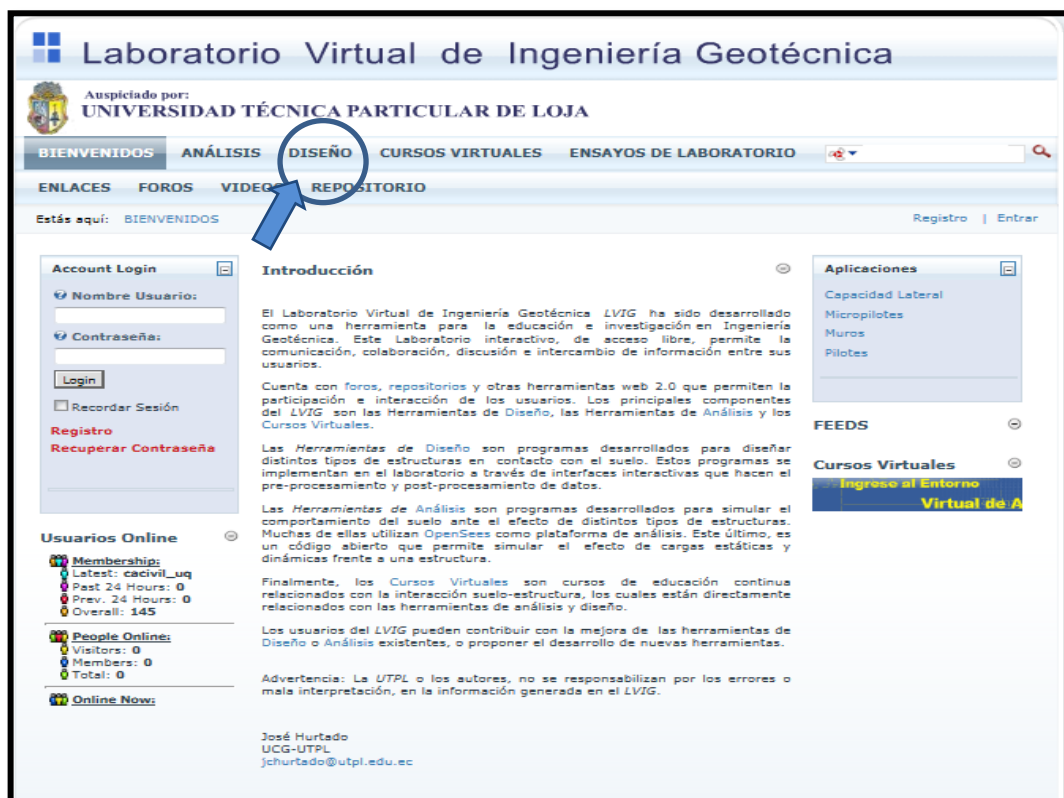 Laboratorio Virtual de Ingeniería Geotécnica
Auspiciado por:
UNIVERSIDAD TÉCNICA PARTICULAR DE LOJA
BIENVENIDOS ANÁLISIS DISEÑO CURSOS VIRTUALES ENSAYOS DE LABORATORIO
ENLACES FOROS VIDEOS REPOSITORIO
Estás aquí: BIENVENIDOS
Registro | Entrar
Account Login
Nombre Usuario:
Contraseña:
Login
Recordar Sesión
Registro
Recuperar Contraseña
Usuarios Online
Membership:
Latest: cacivil_uq
Past 24 Hours: 0
Prev. 24 Hours: 0
Overall: 145
People Online:
Visitors: 0
Members: 0
Total: 0
Online Now:
Introducción
El Laboratorio Virtual de Ingeniería Geotécnica LVIG ha sido desarrollado
como una herramienta para la educación e investigación en Ingeniería
Geotécnica. Este Laboratorio interactivo, de acceso libre, permite la
comunicación, colaboración, discusión e intercambio de información entre sus
usuarios.
Cuenta con foros, repositorios y otras herramientas web 2.0 que permiten la
participación e interacción de los usuarios. Los principales componentes
del LVIG son las Herramientas de Diseño, las Herramientas de Análisis y los
Cursos Virtuales.
Las Herramientas de Diseño son programas desarrollados para diseñar
distintos tipos de estructuras en contacto con el suelo. Estos programas se
implementan en el laboratorio a través de interfaces interactivas que hacen el
pre-procesamiento y post-procesamiento de datos.
Las Herramientas de Análisis son programas desarrollados para simular el
comportamiento del suelo ante el efecto de distintos tipos de estructuras.
Muchas de ellas utilizan OpenSees como plataforma de análisis. Este último, es
un código abierto que permite simular el efecto de cargas estáticas y
dinámicas frente a una estructura.
Finalmente, los Cursos Virtuales son cursos de educación continua
relacionados con la interacción suelo-estructura, los cuales están directamente
relacionados con las herramientas de análisis y diseño.
Los usuarios del LVIG pueden contribuir con la mejora de las herramientas de
Diseño o Análisis existentes, o proponer el desarrollo de nuevas herramientas.
Advertencia: La UTPL o los autores, no se responsabilizan por los errores o
mala interpretación, en la información generada en el LVIG.
José Hurtado
UCG-UTPL
jchurtado@utpl.edu.ec
Aplicaciones
Capacidad Lateral
Micropilotes
Muros
Pilotes
FEEDS
Cursos Virtuales
Ingrese al Entorno
Virtual de A